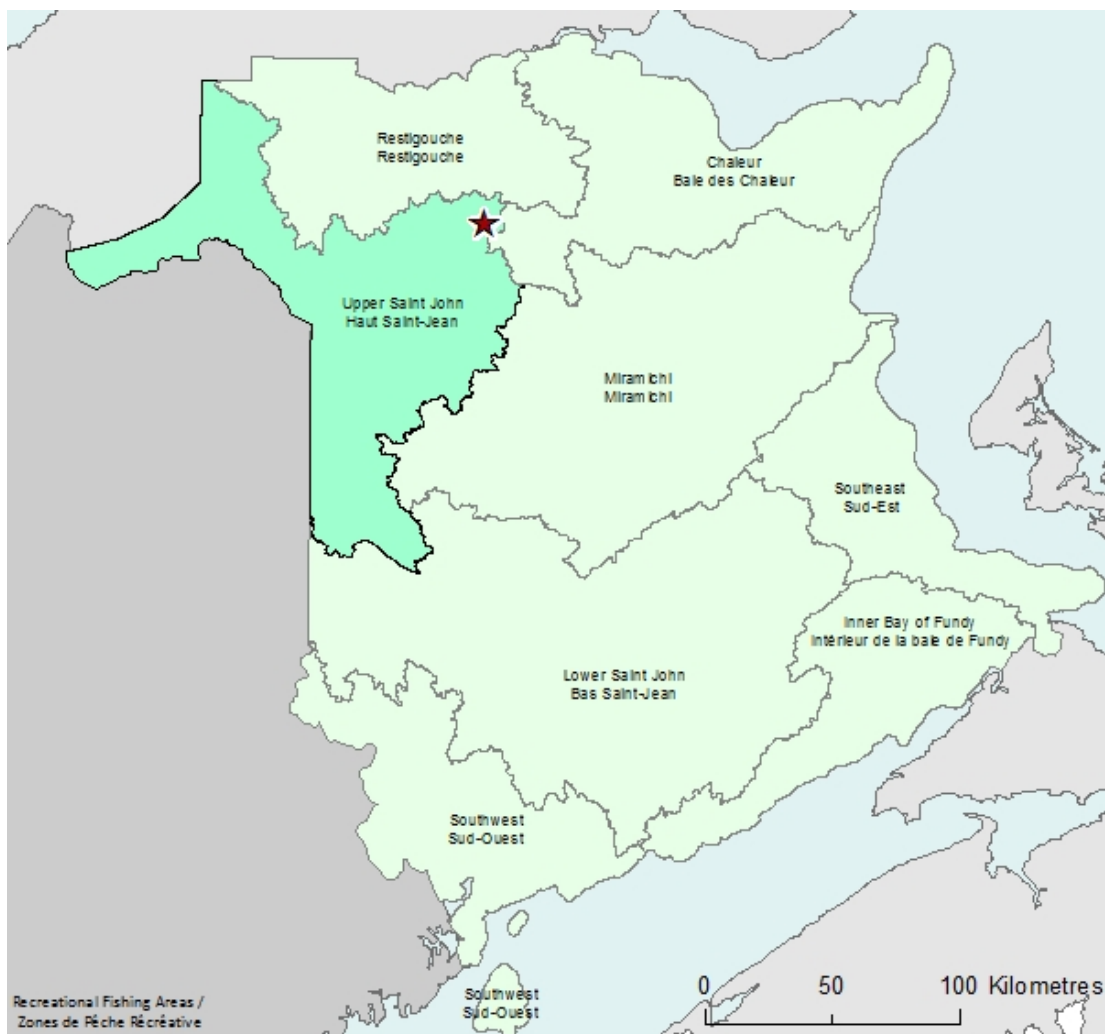 Restigouche
Restigouche
Chaleur
Baie des Chaleur
Upper Saint John
Haut Saint-Jean
Miramichi
Miramichi
Southeast
Sud-Est
Inner Bay of Fundy
Intérieur de la baie de Fundy
Lower Saint John
Bas Saint-Jean
Southwest
Sud-Ouest
Southwest
Sud-Ouest
0 50 100 Kilometres
Recreational Fishing Areas /
Zones de Pêche Récréative